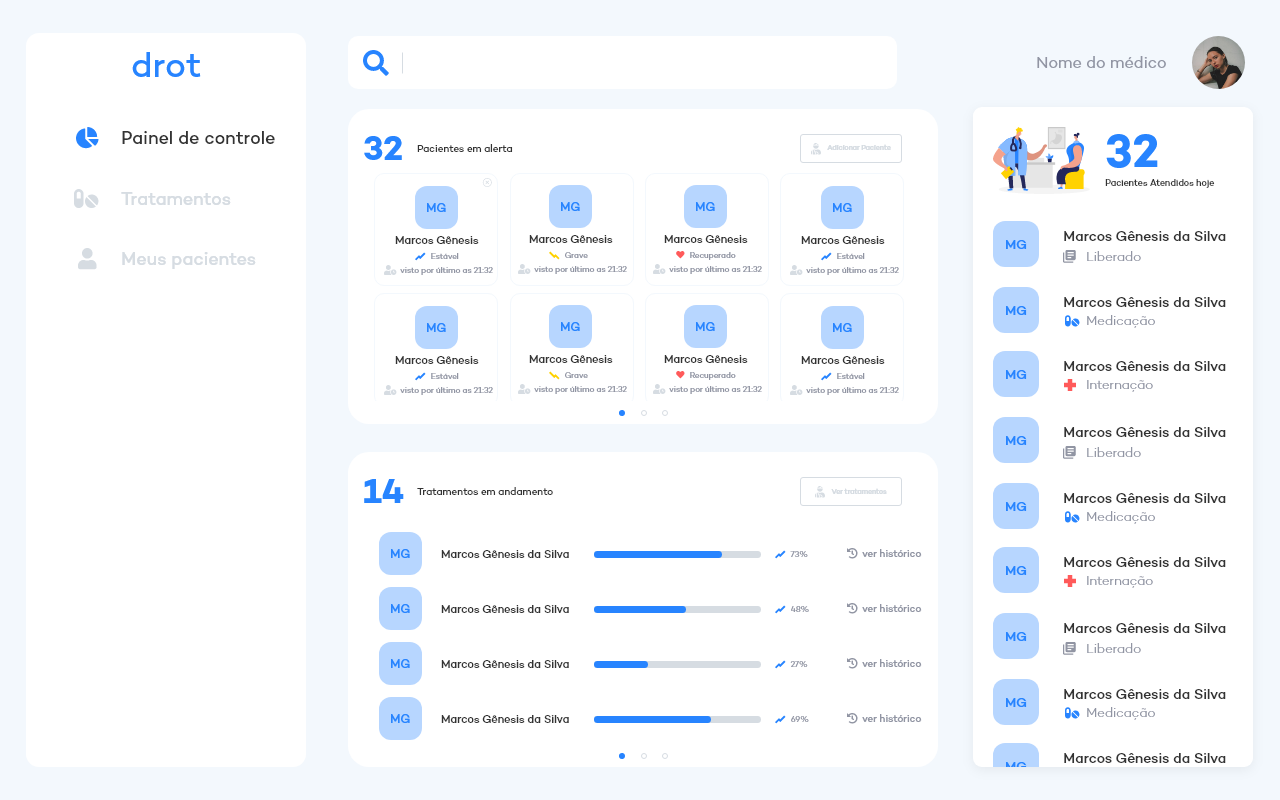 drot
Painel de controle
Tratamentos
Meus pacientes
Nome do médico
32
Pacientes em alerta
Adicionar Paciente
MG
Marcos Gênesis
Estável
visto por último as 21:32
MG
Marcos Gênesis
Grave
visto por último as 21:32
MG
Marcos Gênesis
Recuperado
visto por último as 21:32
MG
Marcos Gênesis
Estável
visto por último as 21:32
MG
Marcos Gênesis
Estável
visto por último as 21:32
MG
Marcos Gênesis
Grave
visto por último as 21:32
MG
Marcos Gênesis
Recuperado
visto por último as 21:32
MG
Marcos Gênesis
Estável
visto por último as 21:32
14
Tratamentos em andamento
Ver tratamentos
MG
Marcos Gênesis da Silva
73%
ver histórico
MG
Marcos Gênesis da Silva
48%
ver histórico
MG
Marcos Gênesis da Silva
27%
ver histórico
MG
Marcos Gênesis da Silva
69%
ver histórico
32
Pacientes Atendidos hoje
MG
Marcos Gênesis da Silva
Liberado
MG
Marcos Gênesis da Silva
Medicação
MG
Marcos Gênesis da Silva
Internação
MG
Marcos Gênesis da Silva
Liberado
MG
Marcos Gênesis da Silva
Medicação
MG
Marcos Gênesis da Silva
Internação
MG
Marcos Gênesis da Silva
Liberado
MG
Marcos Gênesis da Silva
Medicação
MG
Marcos Gênesis da Silva